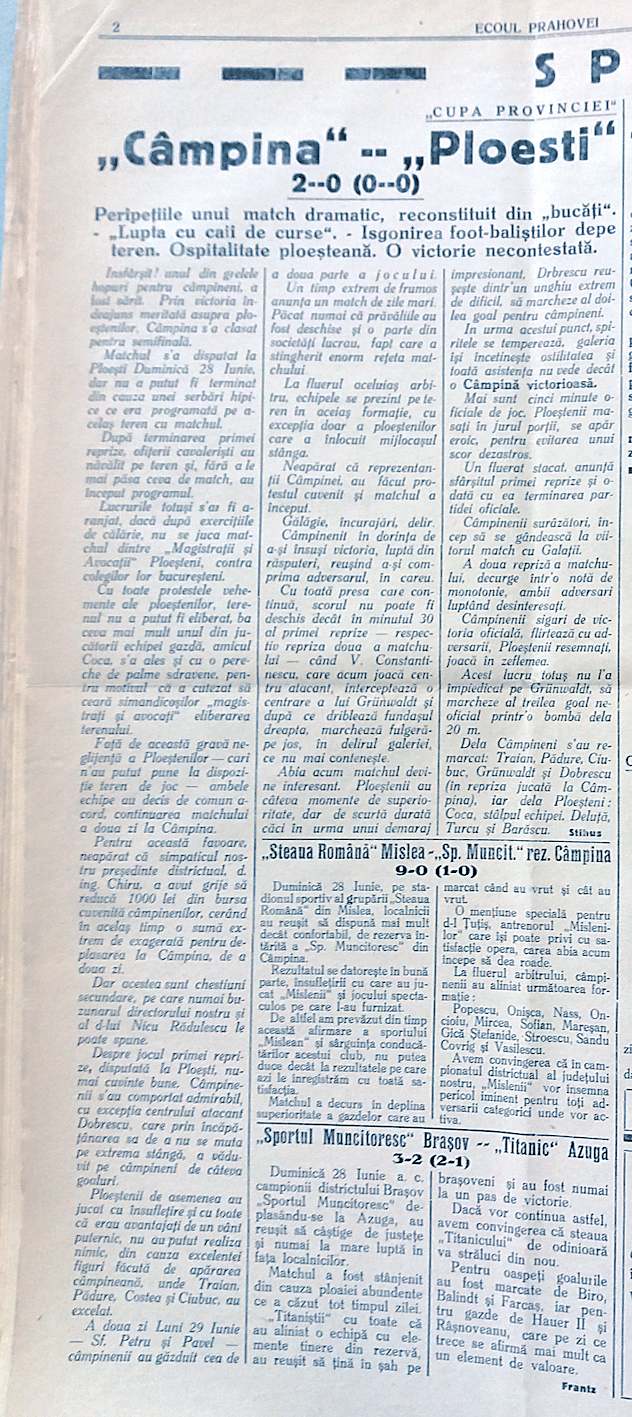 2
ECOUL PRAHOVEI
S P
„CUPA PROVINCIEI“
„Câmpina“ -- „Ploesti“
2--0 (0--0)
Peripețiile unui match dramatic, reconstituit din „bucăți“.
- „Lupta cu caii de curse“. - Isgonirea foot-baliștilor depe
teren. Ospitalitate ploeșteană. O victorie necontestată.
Insfârșit! unul din grelele
hopuri pentru câmpineni, a
fost sărit. Prin victoria în-
deajuns meritată asupra plo-
eștenilor, Câmpina s'a clasat
pentru semifinală.
Matchul s'a disputat la
Ploești Duminică 28 Iunie,
dar nu a putut fi terminat
din cauza unei serbări hipi-
ce ce era programată pe a-
celaș teren cu matchul.
După terminarea primei
reprize, ofițerii cavaleriști au
năvălit pe teren și, fără a le
mai păsa ceva de match, au
început programul.
Lucrurile totuși s'ar fi a-
ranjat, dacă după exercițiile
de călărie, nu se juca mat-
chul dintre „Magistrații și
Avocații“ Ploeșteni, contra
colegilor lor bucureșteni.
Cu toate protestele vehe-
mente ale ploeștenilor, tere-
nul nu a putut fi eliberat, ba
ceva mai mult unul din ju-
cătorii echipei gazdă, amicul
Coca, s'a ales și cu o pere-
che de palme sdravene, pen-
tru motivul că a cutezat să
ceară simandicoșilor „magis-
trați și avocați“ eliberarea
terenului.
Față de această gravă ne-
glijență a Ploeștenilor — cari
n'au putut pune la dispozi-
ție teren de joc — ambele
echipe au decis de comun a-
cord, continuarea matchului
a doua zi la Câmpina.
Pentru această favoare,
neapărat că simpaticul nos-
tru președinte districtual, d.
ing. Chiru, a avut grije să
reducă 1000 lei din bursa
cuvenită câmpinenilor, cerând
în acelaș timp o sumă ex-
trem de exagerată pentru de-
plasarea la Câmpina, de a
doua zi.
Dar acestea sunt chestiuni
secundare, pe care numai bu-
zunarul directorului nostru și
al d-lui Nicu Rădulescu le
poate spune.
Despre jocul primei repri-
ze, disputată la Ploești, nu-
mai cuvinte bune. Câmpine-
nii s'au comportat admirabil,
cu excepția centrului atacant
Dobrescu, care prin încăpă-
țânarea sa de a nu se muta
pe extrema stângă, a vădu-
vit pe câmpineni de câteva
goaluri.
Ploeștenii de asemenea au
jucat cu însuflețire și cu toate
că erau avantajați de un vânt
puternic, nu au putut realiza
nimic, din cauza excelentei
figuri făcută de apărarea
câmpineană, unde Traian,
Pădure, Costea și Ciubuc, au
excelat.
A doua zi Luni 29 Iunie
— Sf. Petru și Pavel —
câmpinenii au găzduit cea de
a doua parte a jocului.
Un timp extrem de frumos
anunța un match de zile mari.
Păcat numai că prăvăliile au
fost deschise și o parte din
societăți lucrau, fapt care a
stingherit enorm rețeta mat-
chului
La fluerul aceluiaș arbi-
tru, echipele se prezint pe te-
ren în aceiaș formație, cu
excepția doar a ploeștenilor
care a înlocuit mijlocașul
stânga.
Neapărat că reprezentan-
ții Câmpinei, au făcut pro-
testul cuvenit și matchul a
început.
Gălăgie, încurajări, delir.
Câmpinenii în dorința de
a-și însuși victoria, luptă din
răsputeri, reușind a-și com-
prima adversarul, în careu.
Cu toată presa care con-
tinuă, scorul nu poate fi
deschis decât în minutul 30
al primei reprize — respec-
tiv repriza doua a matchu-
lui — când V. Constanti-
nescu, care acum joacă cen-
tru atacant, interceptează o
centrare a lui Grünwaldt și
după ce driblează fundașul
dreapta, marchează fulgeră-
pe jos, în delirul galeriei,
ce nu mai contenește.
Abia acum matchul devi-
ne interesant. Ploeștenii au
câteva momente de superio-
ritate, dar de scurtă durată
căci în urma unui demaraj
impresionant, Drbrescu reu-
șește dintr'un unghiu extrem
de dificil, să marcheze al doi-
lea goal pentru câmpineni.
In urma acestui punct, spi-
ritele se temperează, galeria
își încetinește ostilitatea și
toată asistența nu vede decât
o Câmpină victorioasă.
Mai sunt cinci minute o-
ficiale de joc. Ploeștenii ma-
sați în jurul porții, se apăr
eroic, pentru evitarea unui
scor dezastros.
Un fluerat stacat, anunță
sfârșitul primei reprize și o-
dată cu ea terminarea par-
tidei oficiale.
Câmpinenii surâzători, în-
cep să se gândească la vii-
torul match cu Galații.
A doua repriză a matchu-
lui, decurge într'o notă de
monotonie, ambii adversari
luptând desinteresați.
Câmpinenii siguri de vic-
toria oficială, flirtează cu ad-
versarii, Ploeștenii resemnați,
joacă în zeflemea.
Acest lucru totuș nu l'a
împiedicat pe Grünwaldt, să
marcheze al treilea goal ne-
oficial printr'o bombă dela
20 m.
Dela Câmpineni s'au re-
marcat: Traian, Pădure, Ciu-
buc, Grünwaldt și Dobrescu
(în repriza jucată la Câm-
pina), iar dela Ploeșteni:
Coca, stâlpul echipei. Deluță,
Turcu și Barăscu. Stibus
„Steaua Română“ Mislea -„Sp. Muncit.“ rez. Câmpina
9-0 (1-0)
Duminică 28 Iunie, pe sta-
dionul sportiv al grupării „Steaua
Română“ din Mislea, localnicii
au reușit să dispună mai mult
decât confortabil, de rezerva în-
tărită a „Sp. Muncitoresc“ din
Câmpina.
Rezultatul se datorește în bună
parte, însuflețirii cu care au ju-
cat „Mislenii“ și jocului specta-
culos pe care l-au furnizat.
De altfel am prevăzut din timp
această afirmare a sportului
„Mislean“ și sârguința conducă-
tărilor acestui club, nu putea
duce decât la rezultatele pe care
azi le înregistrăm cu toată sa-
tisfacția.
Matchul a decurs în deplina
superioritate a gazdelor care au
marcat când au vrut și cât au
vrut.
O mențiune specială pentru
d-l Tuțiș, antrenorul „Misleni-
lor“ care își poate privi cu sa-
tisfacție opera, care abia acum
începe să dea roade.
La fluerul arbitrului, câmpi-
nenii au aliniat următoarea for-
mație :
Popescu, Onișca, Nass, On-
cioiu, Mircea, Sofian, Mareșan,
Gică Ștefanide, Stroescu, Sandu
Covrig și Vasilescu.
Avem convingerea că în cam-
pionatul districtual al județului
nostru, „Mislenii“ vor însemna
pericol iminent pentru toți ad-
versarii categorici unde vor ac-
tiva.
„Sportul Muncitoresc“ Brașov -- „Titanic“ Azuga
3-2 (2-1)
Duminică 28 Iunie a. c.
campionii districtului Brașov
„Sportul Muncitoresc“ de-
plasându-se la Azuga, au
reușit să câștige de justețe
și numai la mare luptă în
fața localnicilor.
Matchul a fost stânjenit
din cauza ploaiei abundente
ce a căzut tot timpul zilei.
„Titaniștii“ cu toate că
au aliniat o echipă cu ele-
mente tinere din rezervă,
au reușit să țină în șah pe
brașoveni și au fost numai
la un pas de victorie.
Dacă vor continua astfel,
avem convingerea că steaua
„Titanicului“ de odinioară
va străluci din nou.
Pentru oaspeți goalurile
au fost marcate de Biro,
Balindt și Farcaș, iar pen-
tru gazde de Hauer II și
Râșnoveanu, care pe zi ce
trece se afirmă mai mult ca
un element de valoare.
Frantz